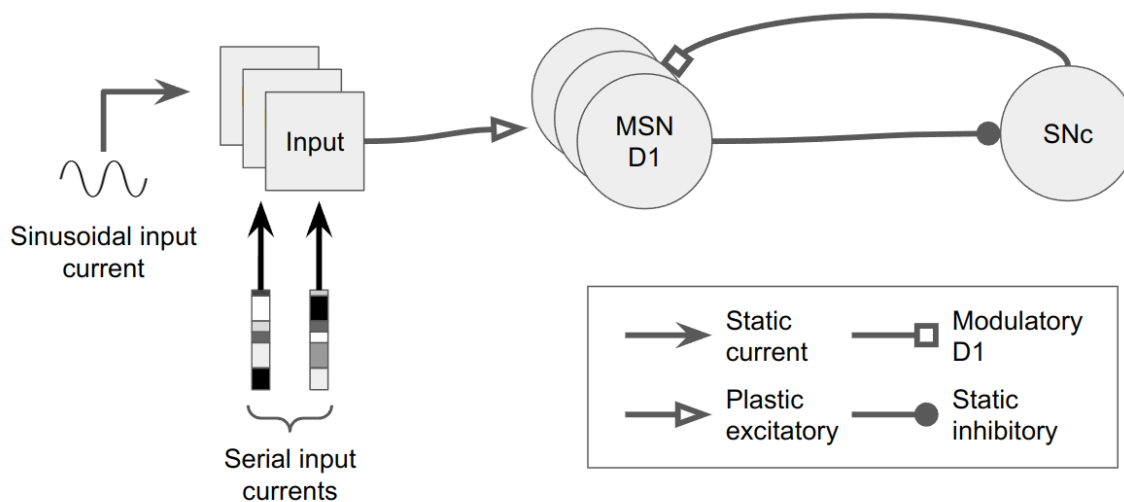 Input
MSN
D1
SNc
Sinusoidal input
current
Serial input
currents
Static
current
Modulatory
D1
Plastic
excitatory
Static
inhibitory